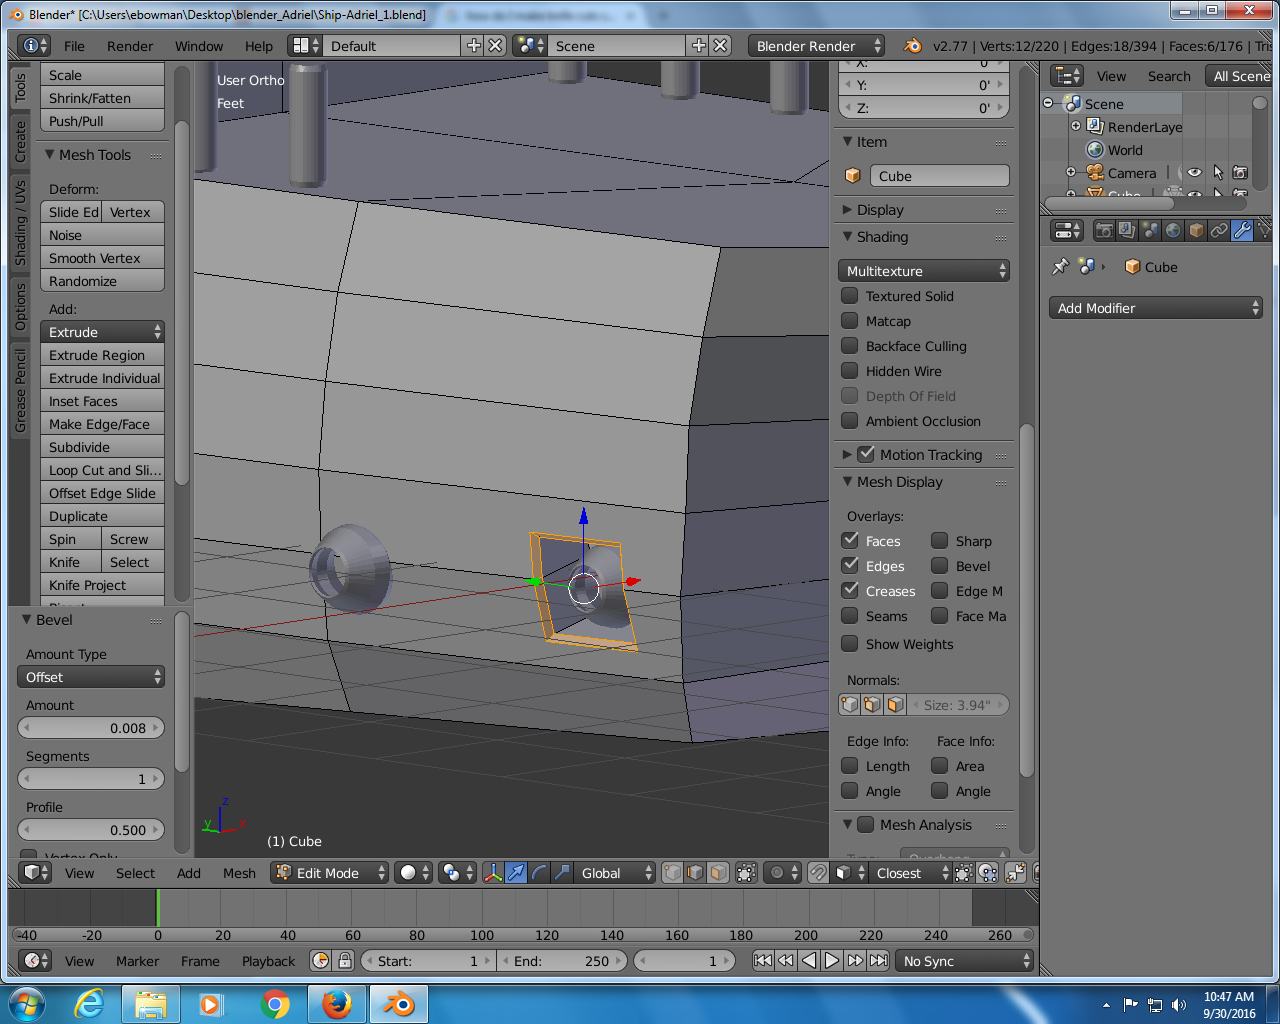 Blender* [C:\Users\ebowman\Desktop\blender_Adriel\Ship-Adriel_1.blend]
File Render Window Help Default Scene Blender Render v2.77 | Verts:12/220 | Edges:18/394 | Faces:6/176 | Tris
Tools
Create
Shading / UVs
Options
Grease Pencil
Scale
Shrink/Fatten
Push/Pull
Mesh Tools
Deform:
Slide Ed Vertex
Noise
Smooth Vertex
Randomize
Add:
Extrude
Extrude Region
Extrude Individual
Inset Faces
Make Edge/Face
Subdivide
Loop Cut and Sli...
Offset Edge Slide
Duplicate
Spin Screw
Knife Select
Knife Project
Bevel
Amount Type
Offset
Amount
0.008
Segments
1
Profile
0.500
Vertex Only
User Ortho
Feet
z
y x
(1) Cube
X: 0'
Y: 0'
Z: 0'
Item
Cube
Display
Shading
Multitexture
Textured Solid
Matcap
Backface Culling
Hidden Wire
Depth Of Field
Ambient Occlusion
Motion Tracking
Mesh Display
Overlays:
Faces Sharp
Edges Bevel
Creases Edge M
Seams Face Ma
Show Weights
Normals:
Size: 3.94"
Edge Info: Face Info:
Length Area
Angle Angle
Mesh Analysis
Type: Overhang
View Search All Scene
Scene
RenderLaye
World
Camera
Cube
Cube
Add Modifier
View Select Add Mesh Edit Mode Global Closest
-40 -20 0 20 40 60 80 100 120 140 160 180 200 220 240 260
View Marker Frame Playback Start: 1 End: 250 1 No Sync
10:47 AM
9/30/2016